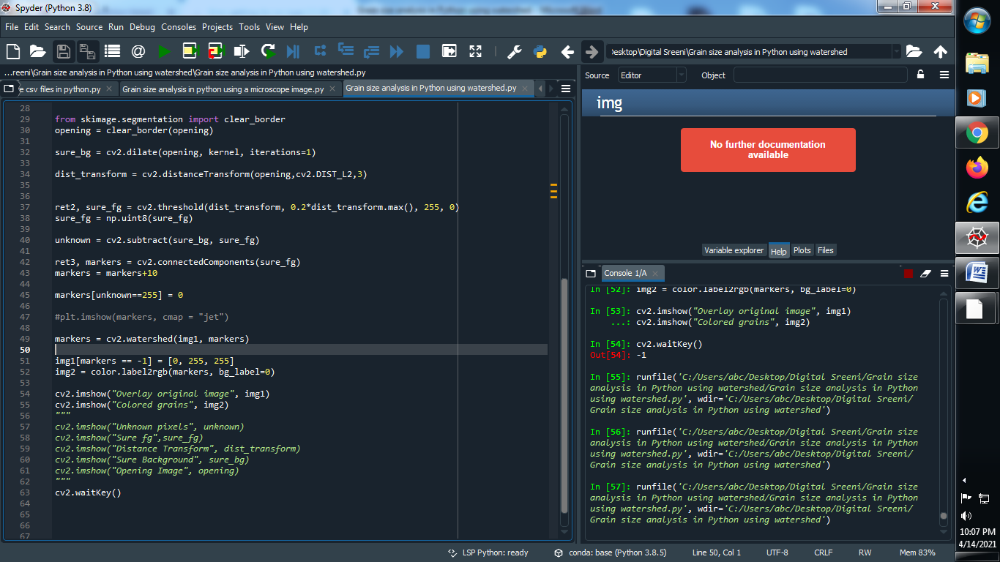 Spyder (Python 3.8)
File Edit Search Source Run Debug Consoles Projects Tools View Help
esktop\Digital Sreeni\Grain size analysis in Python using watershed
...reeni\Grain size analysis in Python using watershed\Grain size analysis in Python using watershed.py
e csv files in python.py Grain size analysis in python using a microscope image.py Grain size analysis in Python using watershed.py
28
29 from skimage.segmentation import clear_border
30 opening = clear_border(opening)
31
32 sure_bg = cv2.dilate(opening, kernel, iterations=1)
33
34 dist_transform = cv2.distanceTransform(opening,cv2.DIST_L2,3)
35
36
37 ret2, sure_fg = cv2.threshold(dist_transform, 0.2*dist_transform.max(), 255, 0)
38 sure_fg = np.uint8(sure_fg)
39
40 unknown = cv2.subtract(sure_bg, sure_fg)
41
42 ret3, markers = cv2.connectedComponents(sure_fg)
43 markers = markers+10
44
45 markers[unknown==255] = 0
46
47 #plt.imshow(markers, cmap = "jet")
48
49 markers = cv2.watershed(img1, markers)
50
51 img1[markers == -1] = [0, 255, 255]
52 img2 = color.label2rgb(markers, bg_label=0)
53
54 cv2.imshow("Overlay original image", img1)
55 cv2.imshow("Colored grains", img2)
56 """
57 cv2.imshow("Unknown pixels", unknown)
58 cv2.imshow("Sure fg",sure_fg)
59 cv2.imshow("Distance Transform", dist_transform)
60 cv2.imshow("Sure Background", sure_bg)
61 cv2.imshow("Opening Image", opening)
62 """
63 cv2.waitKey()
64
65
66
67
Source Editor Object
img
No further documentation
available
Variable explorer Help Plots Files
Console 1/A
In [52]: img2 = color.label2rgb(markers, bg_label=0)
In [53]: cv2.imshow("Overlay original image", img1)
...: cv2.imshow("Colored grains", img2)
In [54]: cv2.waitKey()
Out[54]: -1
In [55]: runfile('C:/Users/abc/Desktop/Digital Sreeni/Grain size
analysis in Python using watershed/Grain size analysis in Python
using watershed.py', wdir='C:/Users/abc/Desktop/Digital Sreeni/
Grain size analysis in Python using watershed')
In [56]: runfile('C:/Users/abc/Desktop/Digital Sreeni/Grain size
analysis in Python using watershed/Grain size analysis in Python
using watershed.py', wdir='C:/Users/abc/Desktop/Digital Sreeni/
Grain size analysis in Python using watershed')
In [57]: runfile('C:/Users/abc/Desktop/Digital Sreeni/Grain size
analysis in Python using watershed/Grain size analysis in Python
using watershed.py', wdir='C:/Users/abc/Desktop/Digital Sreeni/
Grain size analysis in Python using watershed')
LSP Python: ready conda: base (Python 3.8.5) Line 50, Col 1 UTF-8 CRLF RW Mem 83%
10:07 PM
4/14/2021